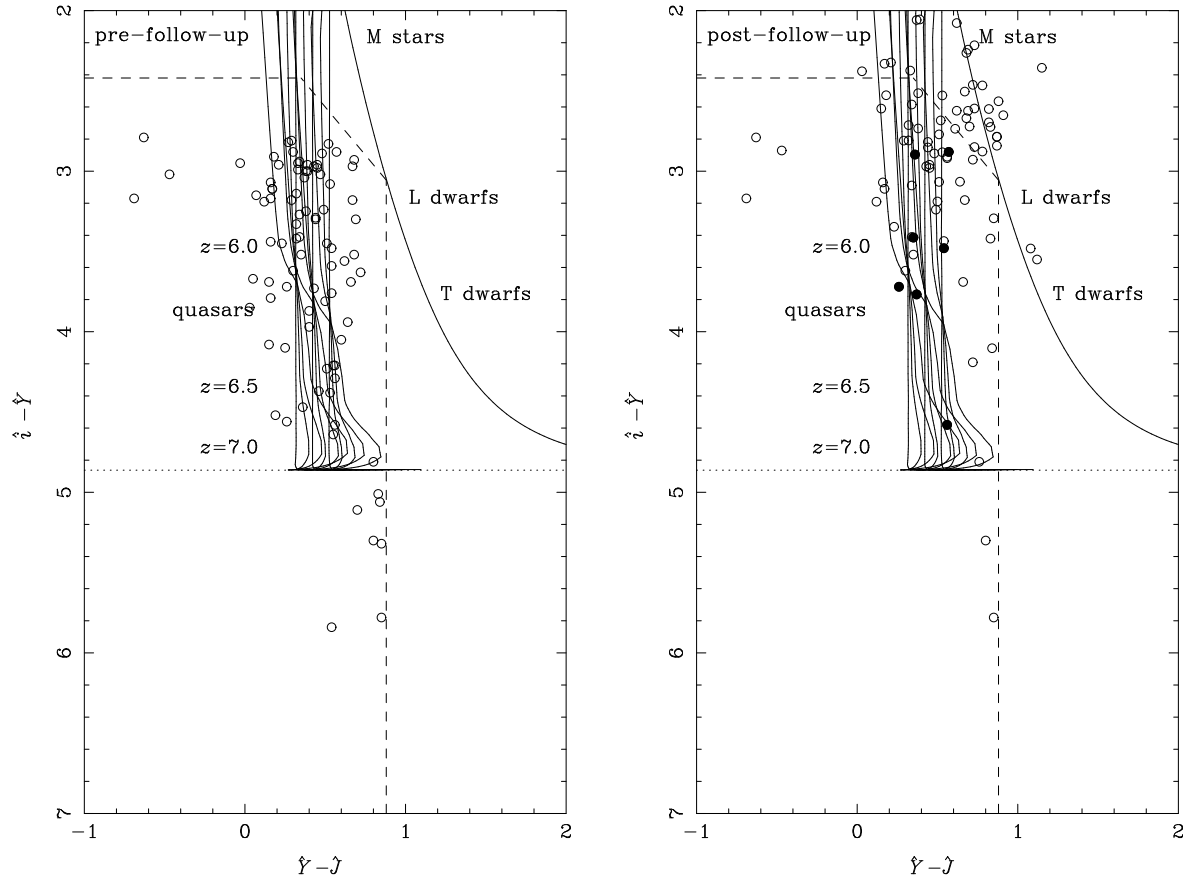 pre-follow-up
M stars
L dwarfs
z=6.0
T dwarfs
quasars
z=6.5
z=7.0
2
3
4
5
6
7
î − Ŷ
−1
0
1
2
Ŷ − Ĵ
post-follow-up
M stars
L dwarfs
z=6.0
T dwarfs
quasars
z=6.5
z=7.0
2
3
4
5
6
7
î − Ŷ
−1
0
1
2
Ŷ − Ĵ